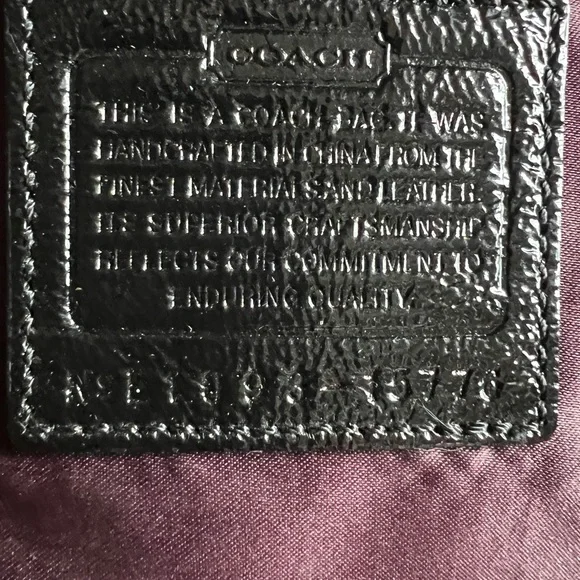 COACH
THIS IS A COACH BAG. IT WAS
HANDCRAFTED IN CHINA FROM THE
FINEST MATERIALS AND LEATHER.
ITS SUPERIOR CRAFTSMANSHIP
REFLECTS OUR COMMITMENT TO
ENDURING QUALITY.